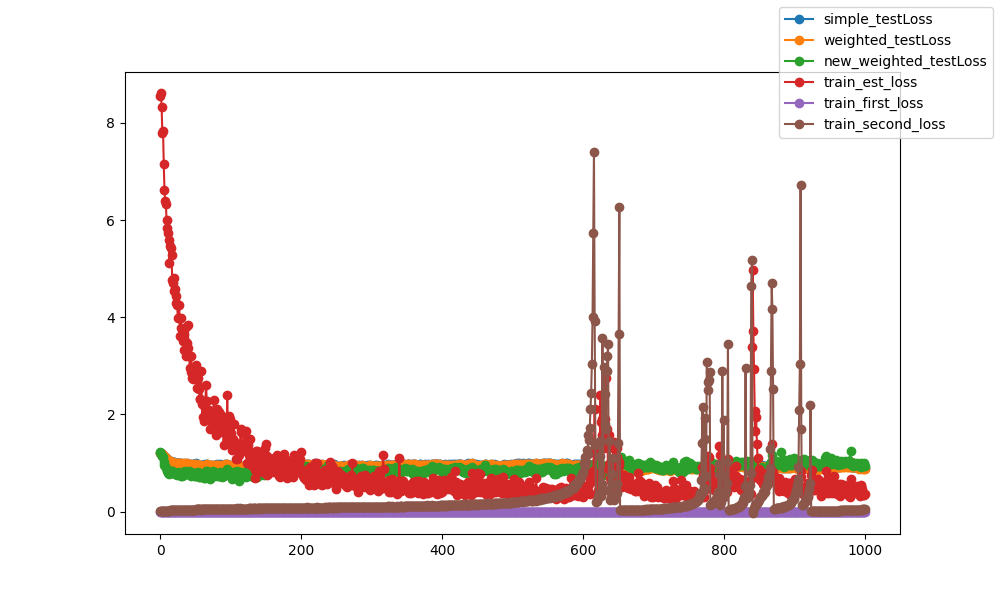 simple_testLoss
weighted_testLoss
new_weighted_testLoss
train_est_loss
train_first_loss
train_second_loss
8
6
4
2
0
0 200 400 600 800 1000